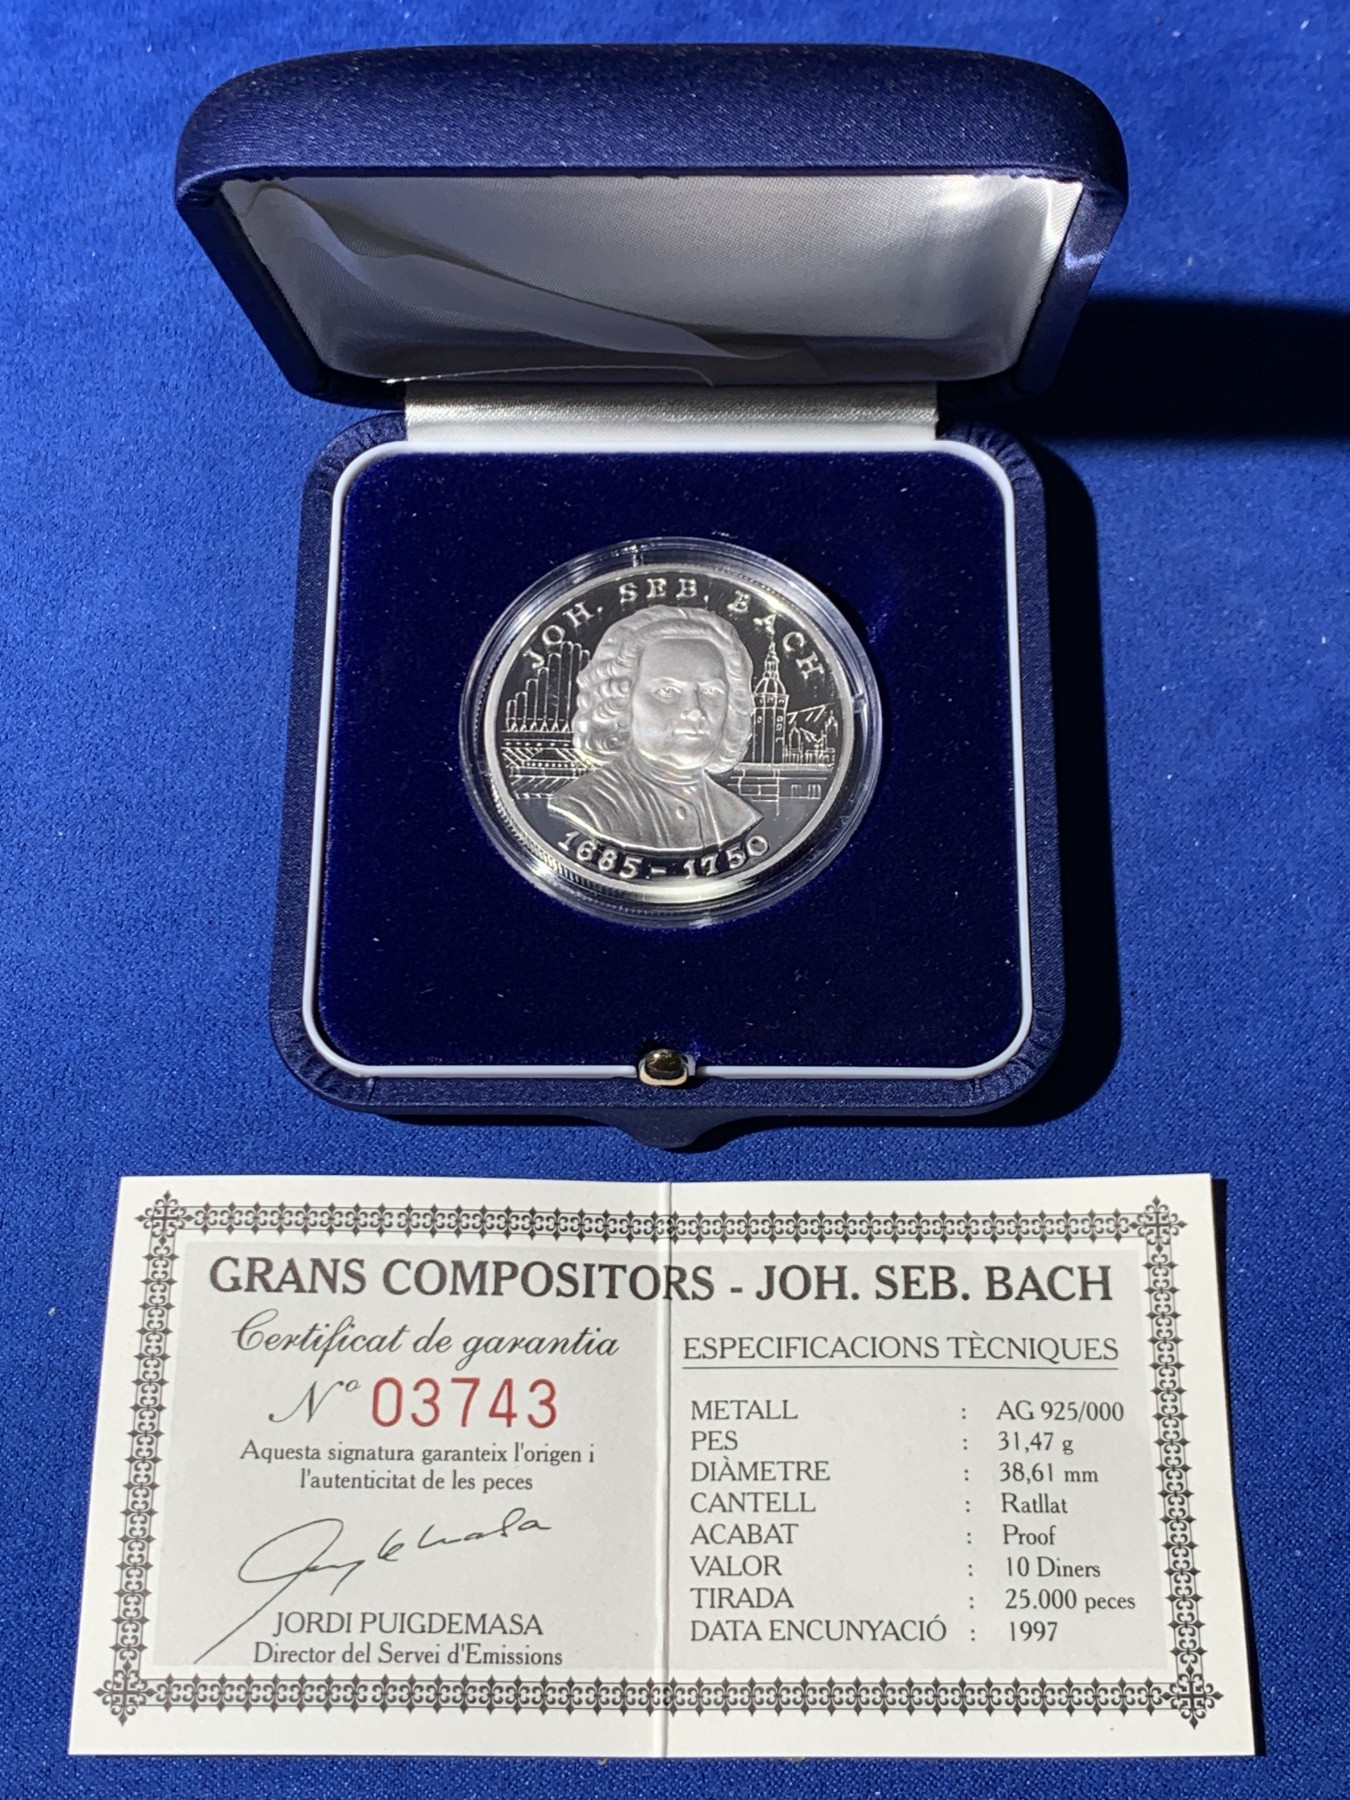 JOH. SEB. BACH
1685-1750
GRANS COMPOSITORS - JOH. SEB. BACH
Certificat de garantia
Nº 03743
Aquesta signatura garanteix l'origen i
l'autenticitat de les peces
JORDI PUIGDEMASA
Director del Servei d'Emissions
ESPECIFICACIONS TÈCNIQUES
METALL : AG 925/000
PES : 31,47 g
DIÀMETRE : 38,61 mm
CANTELL : Ratllat
ACABAT : Proof
VALOR : 10 Diners
TIRADA : 25.000 peces
DATA ENCUNYACIÓ : 1997